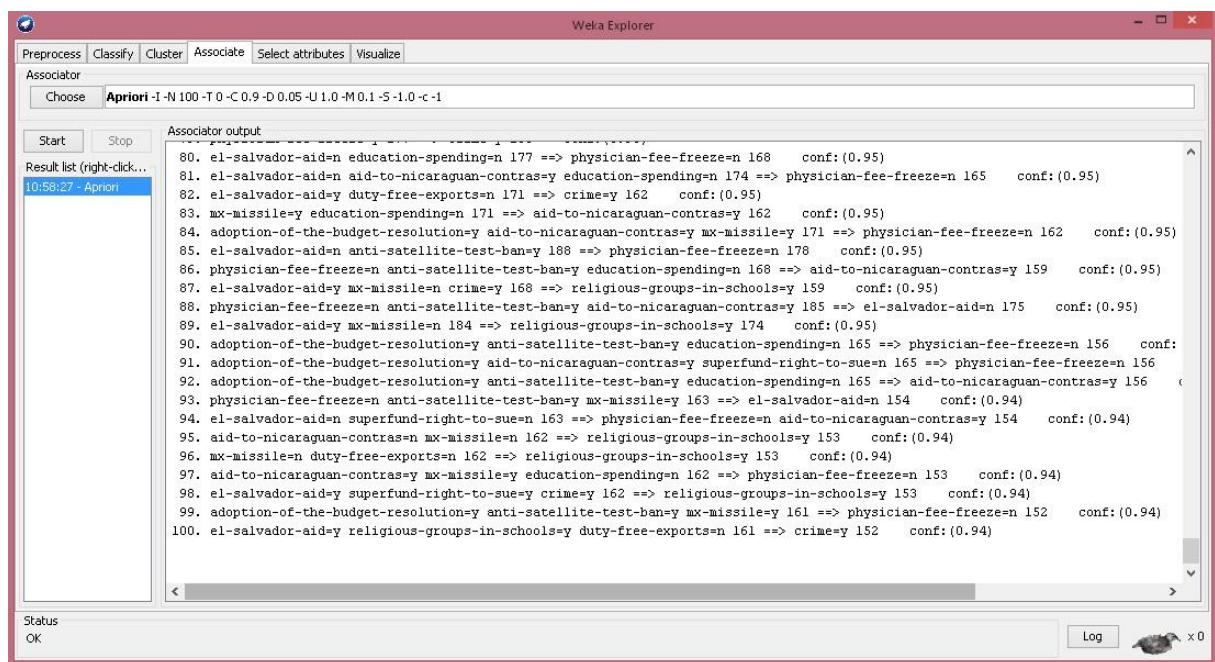 Weka Explorer
Preprocess Classify Cluster Associate Select attributes Visualize
Associator
Choose Apriori -I -N 100 -T 0 -C 0.9 -D 0.05 -U 1.0 -M 0.1 -S -1.0 -c -1
Start Stop
Result list (right-click...
10:58:27 - Apriori
Associator output
80. el-salvador-aid=n education-spending=n 177 ==> physician-fee-freeze=n 168 conf:(0.95)
81. el-salvador-aid=n aid-to-nicaraguan-contras=y education-spending=n 174 ==> physician-fee-freeze=n 165 conf:(0.95)
82. el-salvador-aid=y duty-free-exports=n 171 ==> crime=y 162 conf:(0.95)
83. mx-missile=y education-spending=n 171 ==> aid-to-nicaraguan-contras=y 162 conf:(0.95)
84. adoption-of-the-budget-resolution=y aid-to-nicaraguan-contras=y mx-missile=y 171 ==> physician-fee-freeze=n 162 conf:(0.95)
85. el-salvador-aid=n anti-satellite-test-ban=y 188 ==> physician-fee-freeze=n 178 conf:(0.95)
86. physician-fee-freeze=n anti-satellite-test-ban=y education-spending=n 168 ==> aid-to-nicaraguan-contras=y 159 conf:(0.95)
87. el-salvador-aid=y mx-missile=n crime=y 168 ==> religious-groups-in-schools=y 159 conf:(0.95)
88. physician-fee-freeze=n anti-satellite-test-ban=y aid-to-nicaraguan-contras=y 185 ==> el-salvador-aid=n 175 conf:(0.95)
89. el-salvador-aid=y mx-missile=n 184 ==> religious-groups-in-schools=y 174 conf:(0.95)
90. adoption-of-the-budget-resolution=y anti-satellite-test-ban=y education-spending=n 165 ==> physician-fee-freeze=n 156 conf:
91. adoption-of-the-budget-resolution=y aid-to-nicaraguan-contras=y superfund-right-to-sue=n 165 ==> physician-fee-freeze=n 156
92. adoption-of-the-budget-resolution=y anti-satellite-test-ban=y education-spending=n 165 ==> aid-to-nicaraguan-contras=y 156
93. physician-fee-freeze=n anti-satellite-test-ban=y mx-missile=y 163 ==> el-salvador-aid=n 154 conf:(0.94)
94. el-salvador-aid=n superfund-right-to-sue=n 163 ==> physician-fee-freeze=n aid-to-nicaraguan-contras=y 154 conf:(0.94)
95. aid-to-nicaraguan-contras=n mx-missile=n 162 ==> religious-groups-in-schools=y 153 conf:(0.94)
96. mx-missile=n duty-free-exports=n 162 ==> religious-groups-in-schools=y 153 conf:(0.94)
97. aid-to-nicaraguan-contras=y mx-missile=y education-spending=n 162 ==> physician-fee-freeze=n 153 conf:(0.94)
98. el-salvador-aid=y superfund-right-to-sue=y crime=y 162 ==> religious-groups-in-schools=y 153 conf:(0.94)
99. adoption-of-the-budget-resolution=y anti-satellite-test-ban=y mx-missile=y 161 ==> physician-fee-freeze=n 152 conf:(0.94)
100. el-salvador-aid=y religious-groups-in-schools=y duty-free-exports=n 161 ==> crime=y 152 conf:(0.94)
Status
OK
Log
x 0